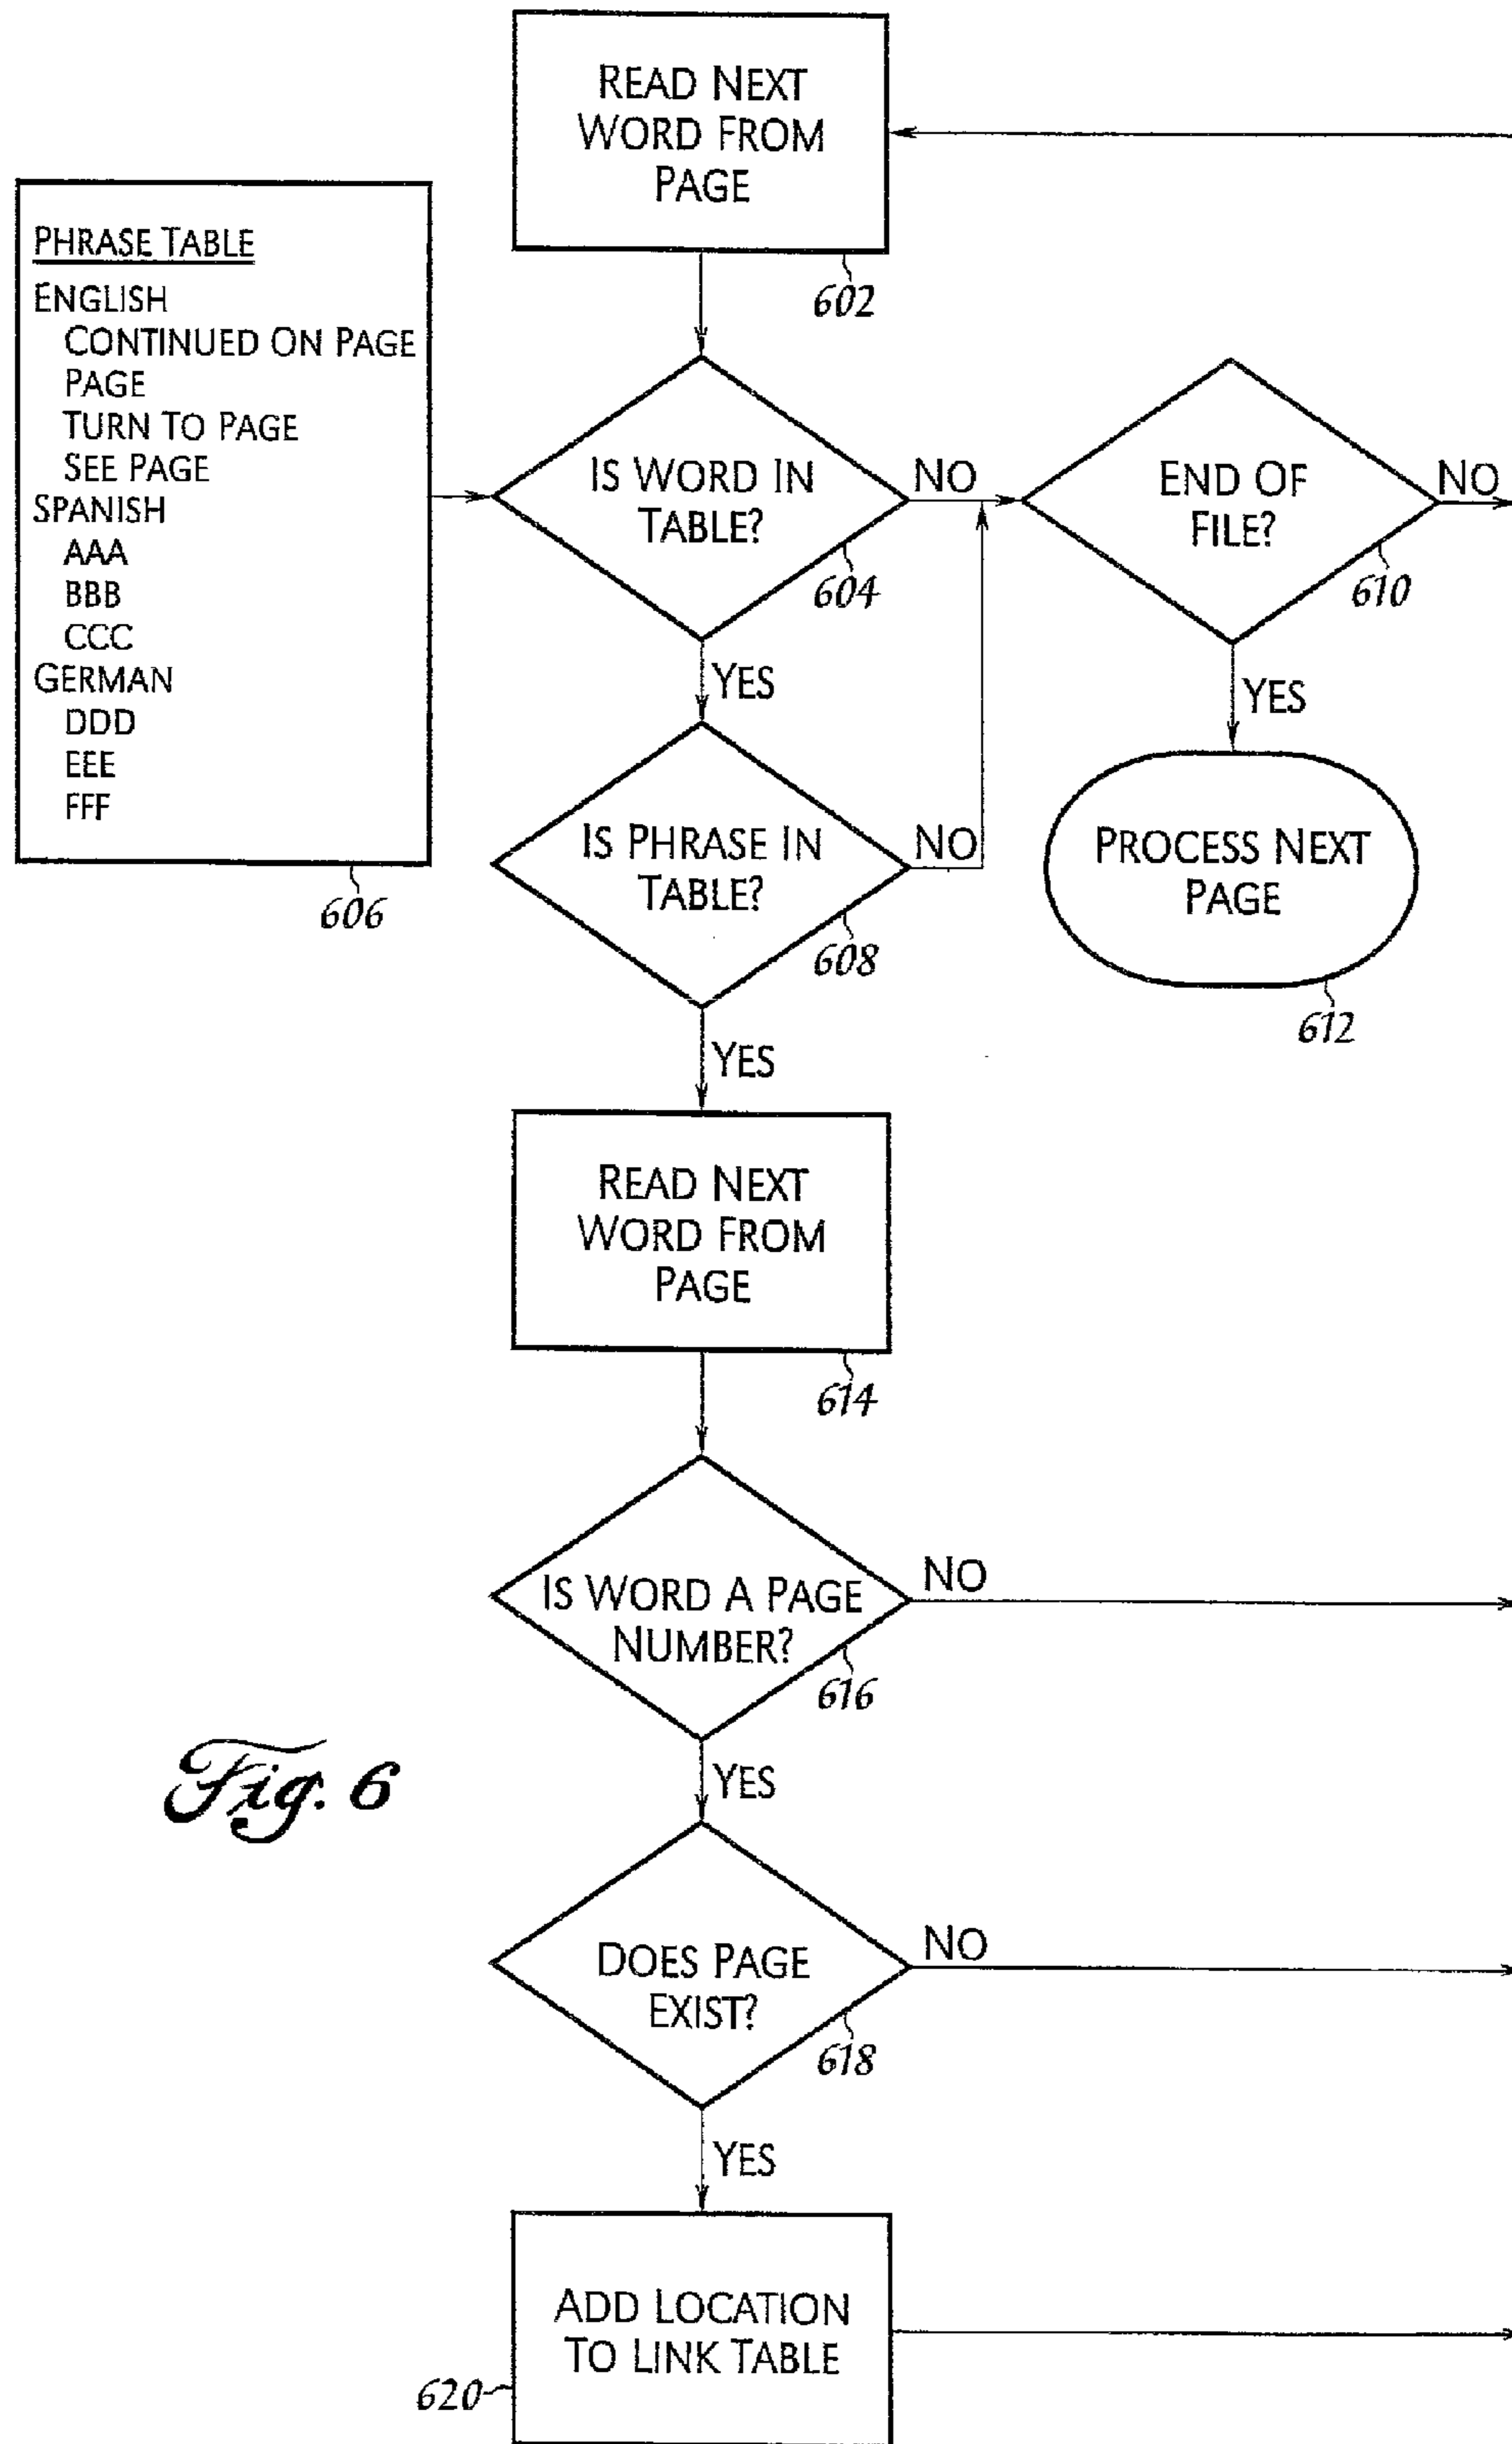 READ NEXT
WORD FROM
PAGE
602
PHRASE TABLE
ENGLISH
CONTINUED ON PAGE
PAGE
TURN TO PAGE
SEE PAGE
SPANISH
AAA
BBB
CCC
GERMAN
DDD
EEE
FFF
606
IS WORD IN
TABLE?
604
NO
YES
END OF
FILE?
610
NO
YES
PROCESS NEXT
PAGE
612
IS PHRASE IN
TABLE?
608
NO
YES
READ NEXT
WORD FROM
PAGE
614
IS WORD A PAGE
NUMBER?
616
NO
YES
Fig. 6
DOES PAGE
EXIST?
618
NO
YES
ADD LOCATION
TO LINK TABLE
620